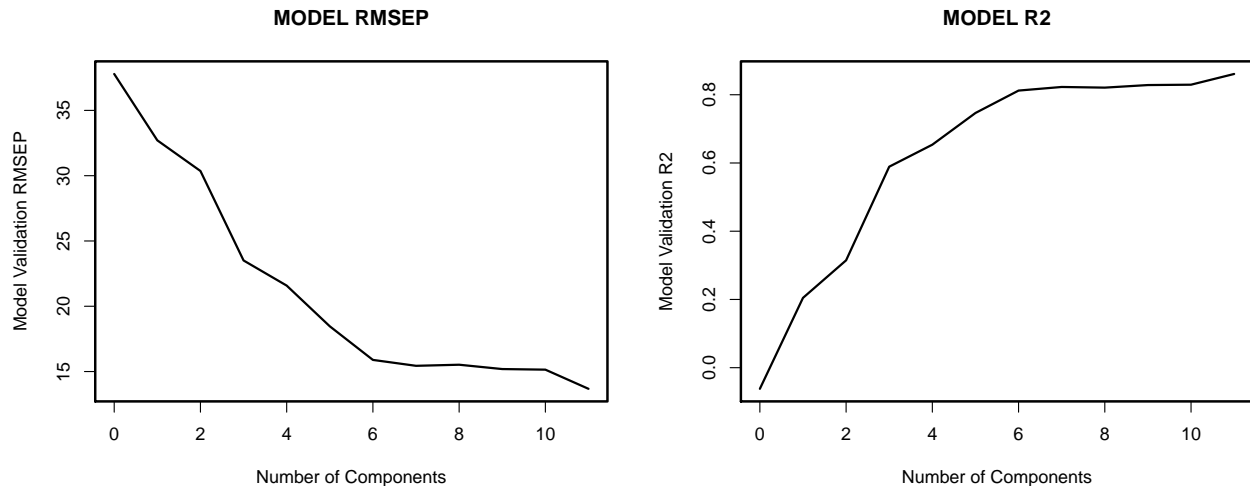 MODEL RMSEP
Model Validation RMSEP
35
30
25
20
15
0 2 4 6 8 10
Number of Components
MODEL R2
Model Validation R2
0.8
0.6
0.4
0.2
0.0
0 2 4 6 8 10
Number of Components